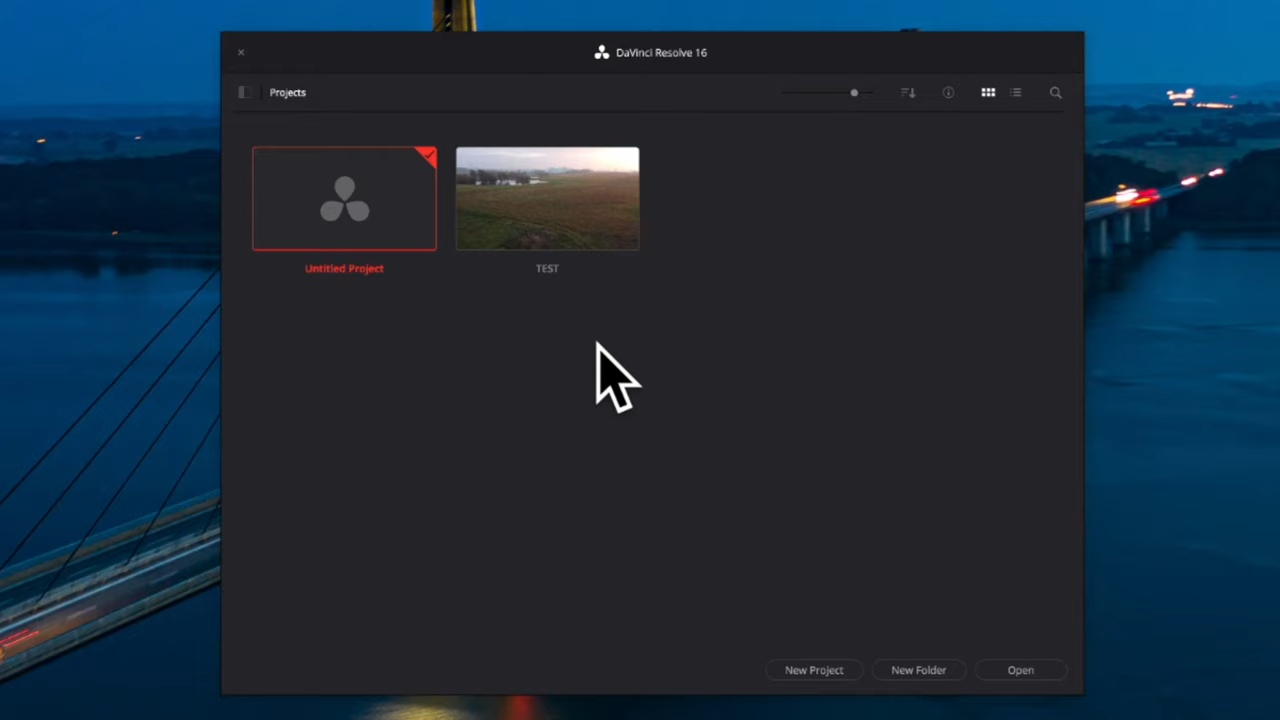 DaVinci Resolve 16
Projects
Untitled Project
TEST
New Project
New Folder
Open